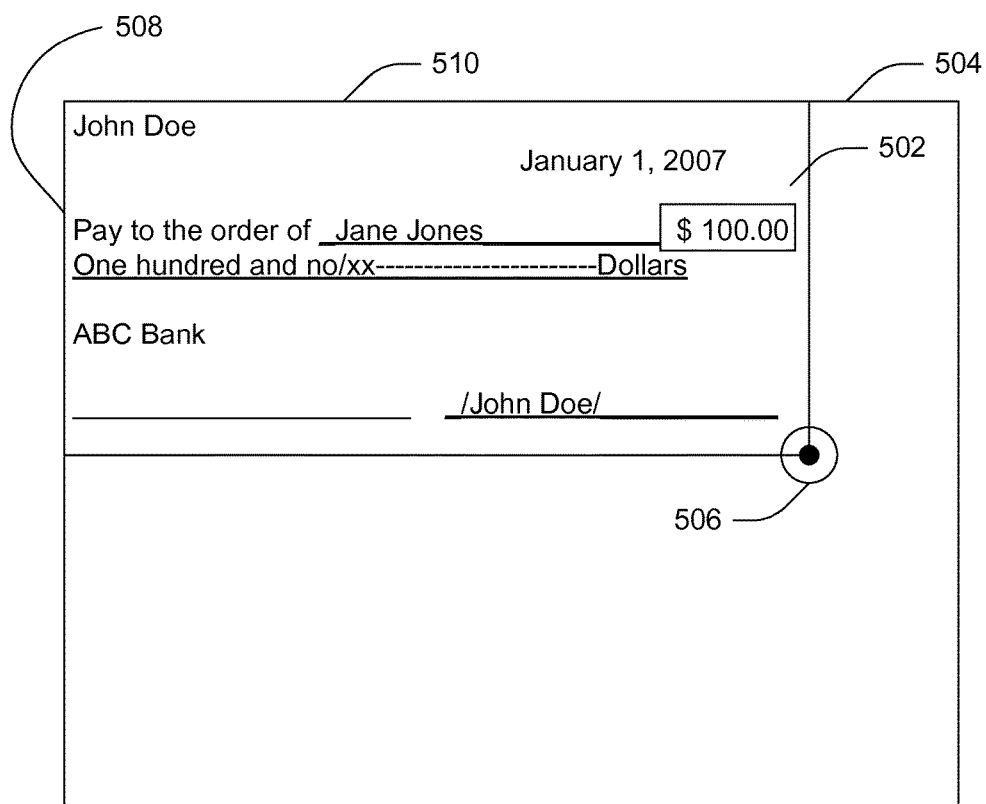 508
510
504
John Doe
January 1, 2007
502
Pay to the order of Jane Jones $ 100.00
One hundred and no/xx-----------------------Dollars
ABC Bank
/John Doe/
506